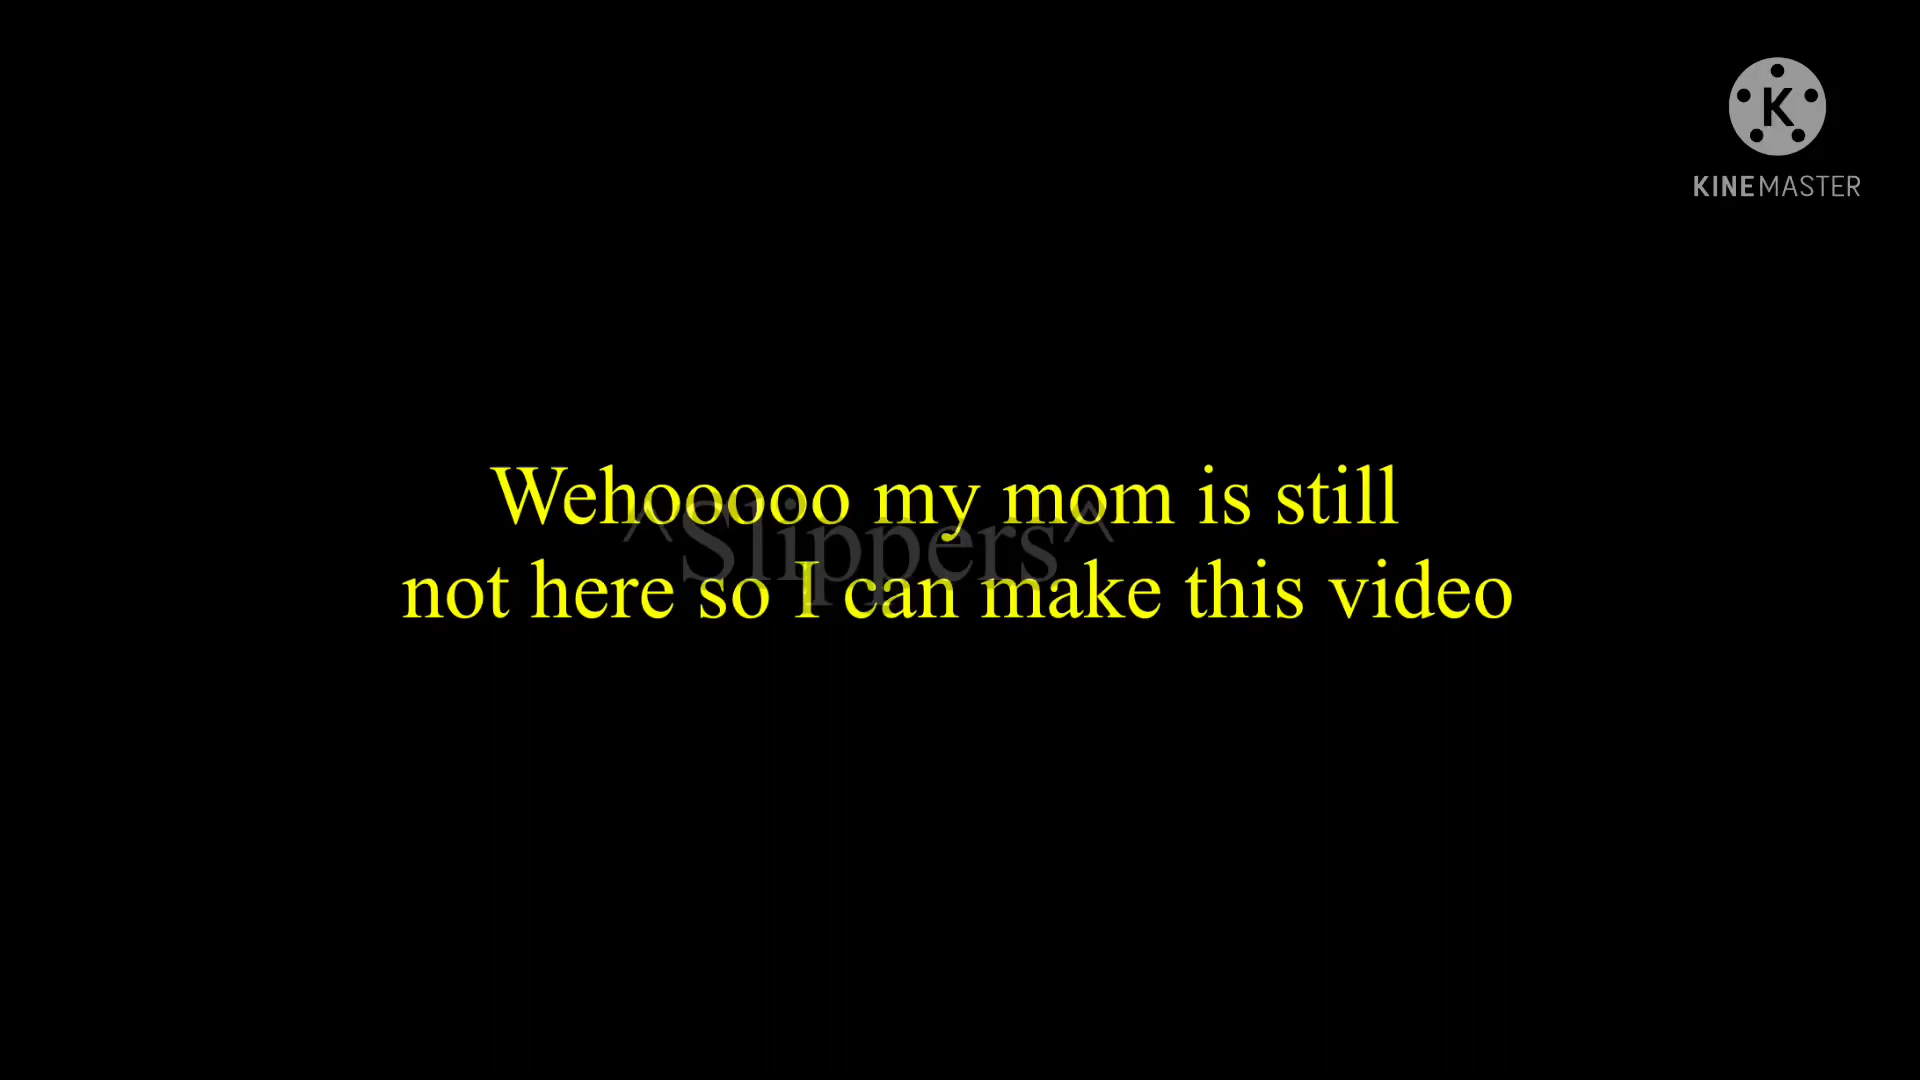 K
KINEMASTER
Wehooooo my mom is still
^Slippers^
not here so I can make this video